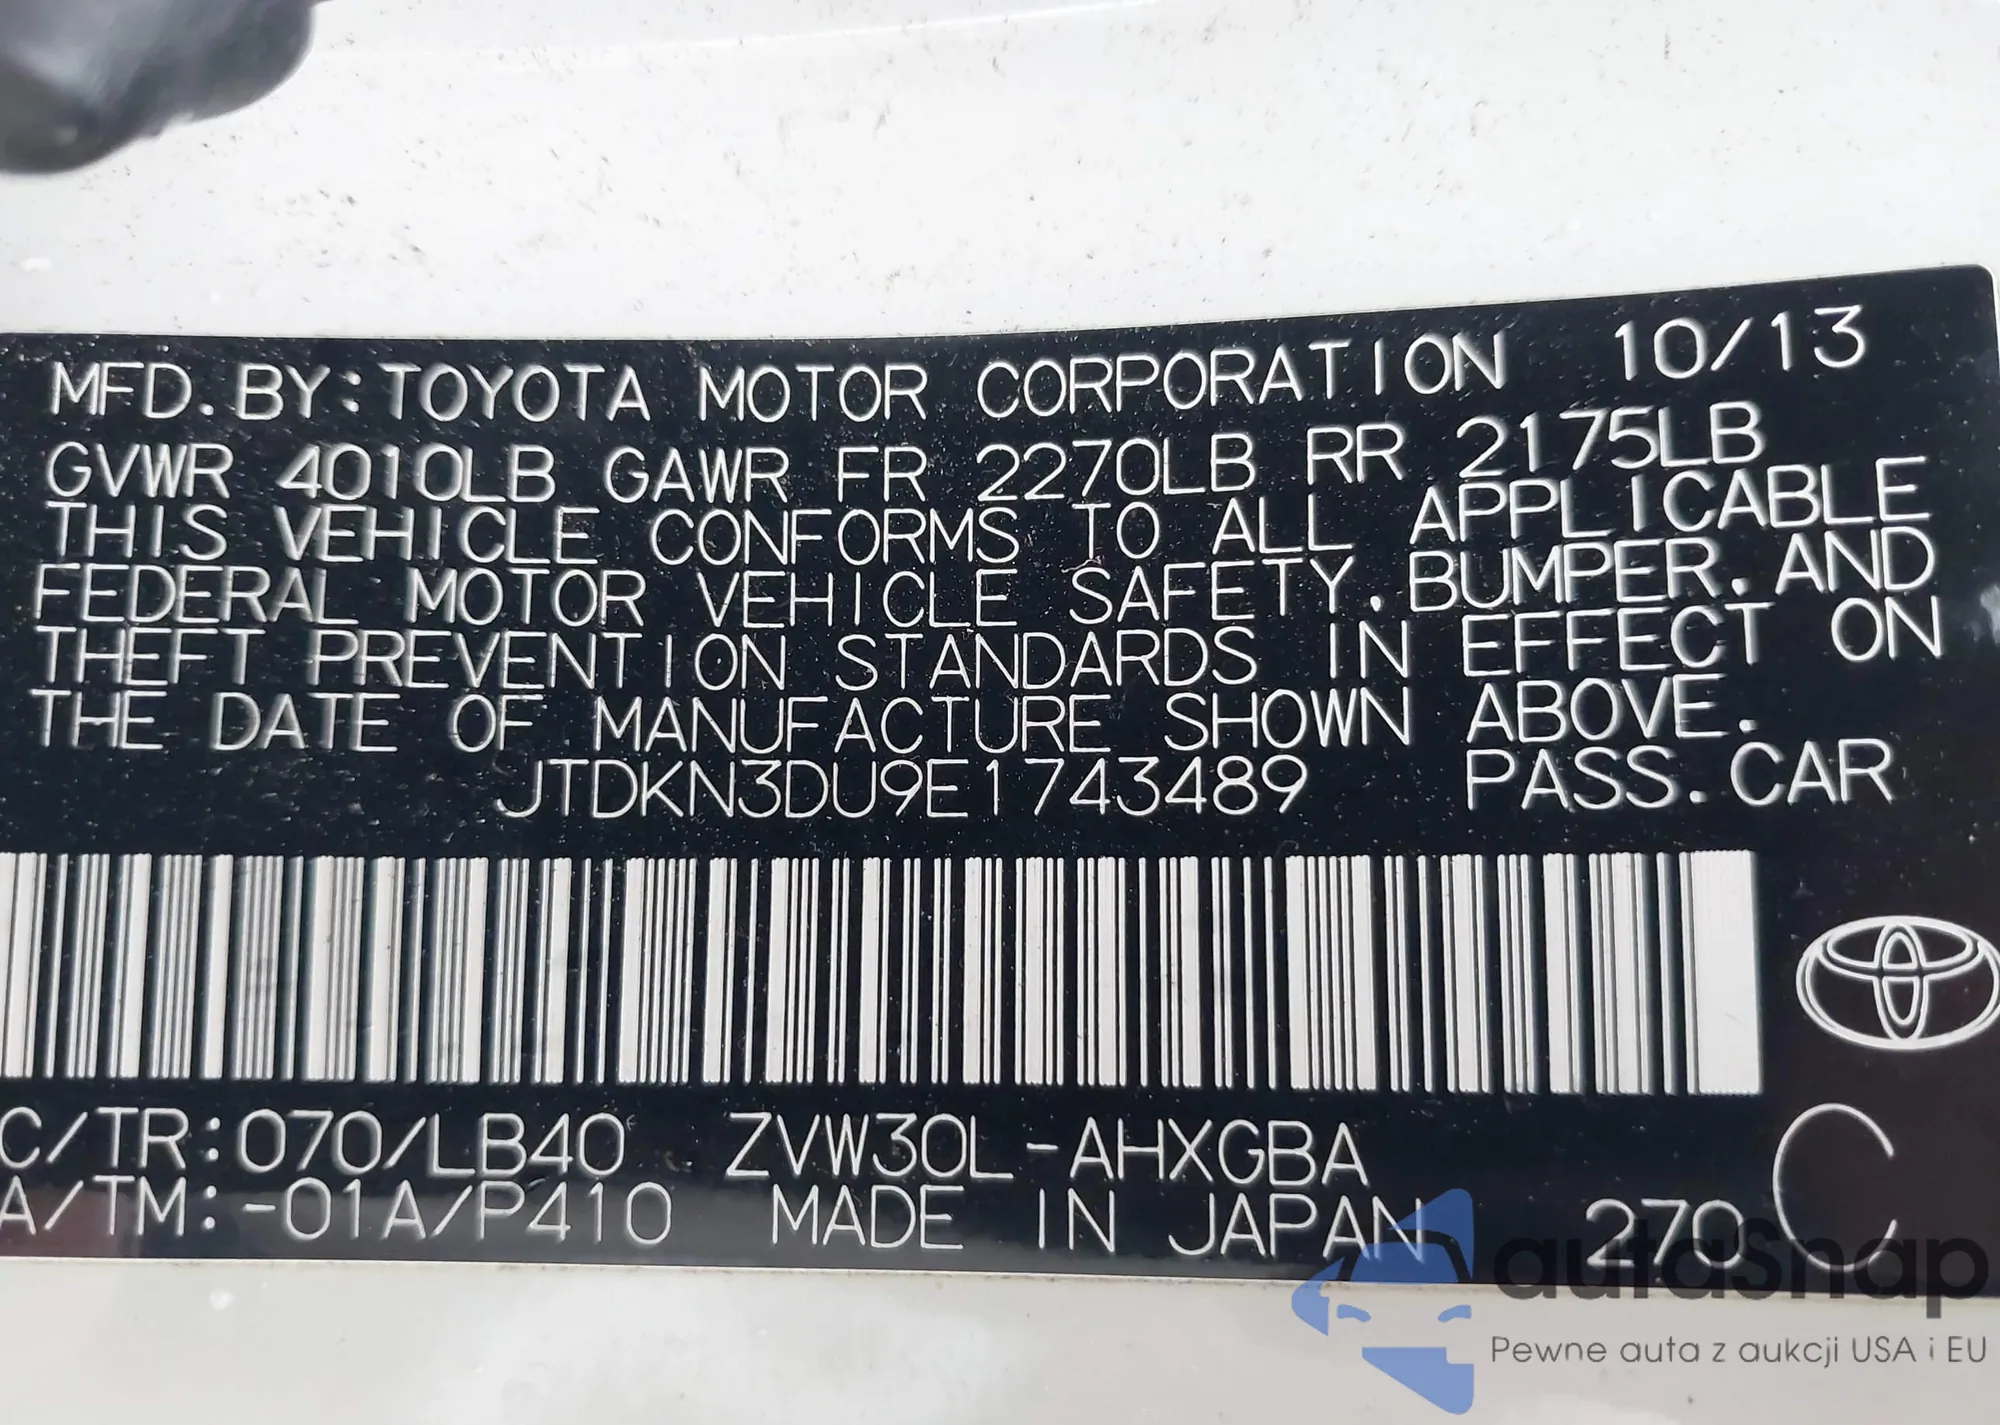 MFD.BY:TOYOTA MOTOR CORPORATION 10/13
GVWR 4010LB GAWR FR 2270LB RR 2175LB
THIS VEHICLE CONFORMS TO ALL APPLICABLE
FEDERAL MOTOR VEHICLE SAFETY,BUMPER,AND
THEFT PREVENTION STANDARDS IN EFFECT ON
THE DATE OF MANUFACTURE SHOWN ABOVE.
JTDKN3DU9E1743489 PASS.CAR
C/TR:070/LB40 ZVW30L-AHXGBA C
A/TM:-01A/P410 MADE IN JAPAN 270
autaSnap
Pewne auta z aukcji USA i EU